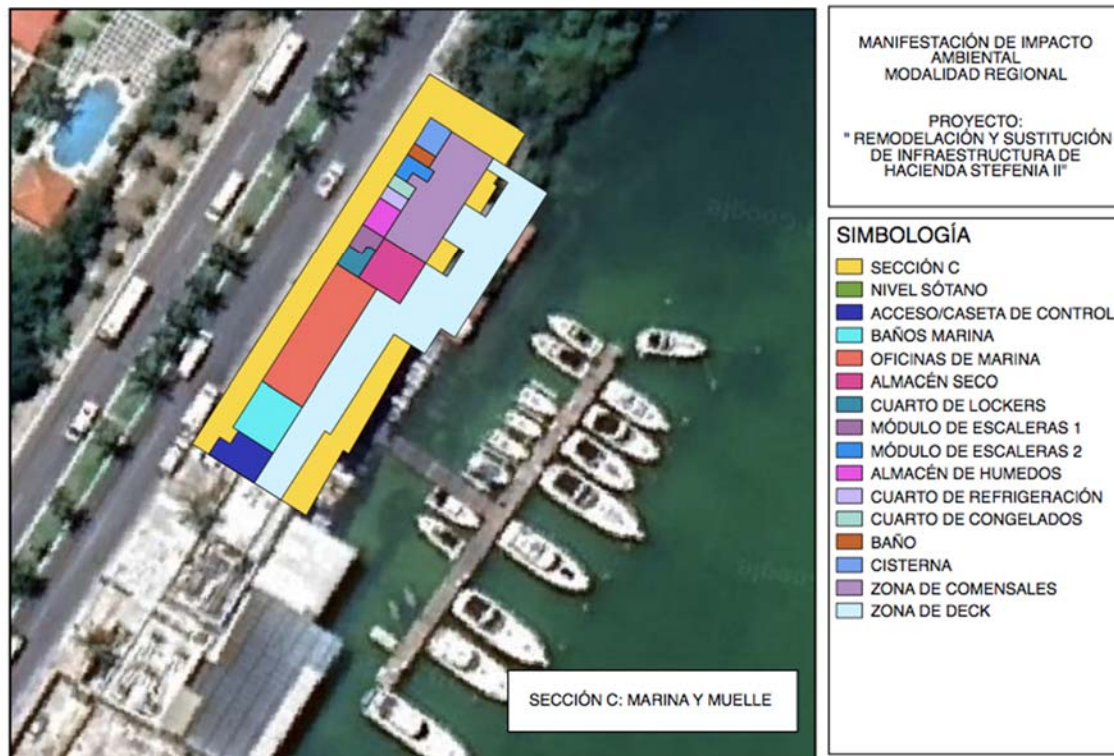 MANIFESTACIÓN DE IMPACTO
AMBIENTAL
MODALIDAD REGIONAL
PROYECTO:
" REMODELACIÓN Y SUSTITUCIÓN
DE INFRAESTRUCTURA DE
HACIENDA STEFENIA II"
SIMBOLOGÍA
SECCIÓN C
NIVEL SÓTANO
ACCESO/CASETA DE CONTROL
BAÑOS MARINA
OFICINAS DE MARINA
ALMACÉN SECO
CUARTO DE LOCKERS
MÓDULO DE ESCALERAS 1
MÓDULO DE ESCALERAS 2
ALMACÉN DE HUMEDOS
CUARTO DE REFRIGERACIÓN
CUARTO DE CONGELADOS
BAÑO
CISTERNA
ZONA DE COMENSALES
ZONA DE DECK
SECCIÓN C: MARINA Y MUELLE
Google
Google